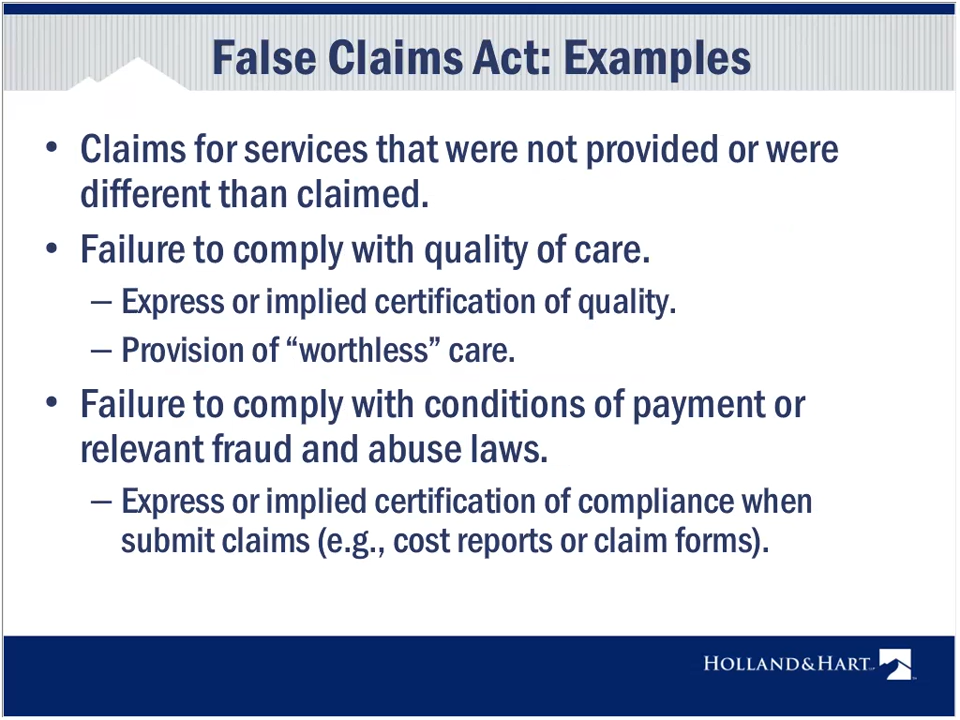 False Claims Act: Examples
• Claims for services that were not provided or were
different than claimed.
• Failure to comply with quality of care.
– Express or implied certification of quality.
– Provision of “worthless” care.
• Failure to comply with conditions of payment or
relevant fraud and abuse laws.
– Express or implied certification of compliance when
submit claims (e.g., cost reports or claim forms).
HOLLAND&HART